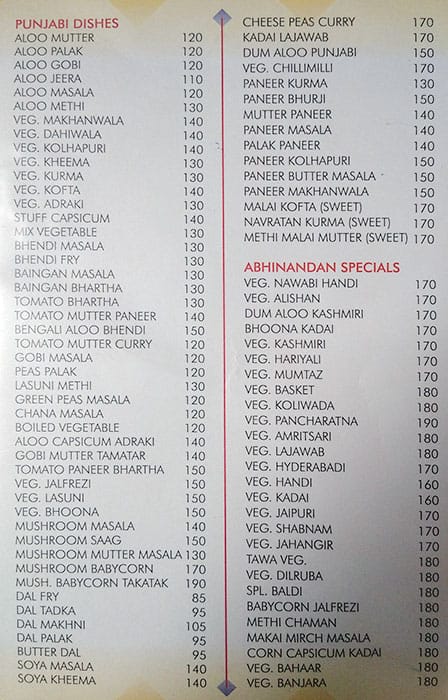 PUNJABI DISHES
ALOO MUTTER 120
ALOO PALAK 120
ALOO GOBI 120
ALOO JEERA 110
ALOO MASALA 120
ALOO METHI 130
VEG. MAKHANWALA 140
VEG. DAHIWALA 140
VEG. KOLHAPURI 140
VEG. KHEEMA 130
VEG. KURMA 130
VEG. KOFTA 140
VEG. ADRAKI 130
STUFF CAPSICUM 140
MIX VEGETABLE 130
BHENDI MASALA 130
BHENDI FRY 130
BAINGAN MASALA 130
BAINGAN BHARTHA 130
TOMATO BHARTHA 130
TOMATO MUTTER PANEER 140
BENGALI ALOO BHENDI 150
TOMATO MUTTER CURRY 120
GOBI MASALA 120
PEAS PALAK 120
LASUNI METHI 130
GREEN PEAS MASALA 120
CHANA MASALA 120
BOILED VEGETABLE 120
ALOO CAPSICUM ADRAKI 140
GOBI MUTTER TAMATAR 140
TOMATO PANEER BHARTHA 150
VEG. JALFREZI 150
VEG. LASUNI 150
VEG. BHOONA 150
MUSHROOM MASALA 140
MUSHROOM SAAG 150
MUSHROOM MUTTER MASALA 130
MUSHROOM BABYCORN 170
MUSH. BABYCORN TAKATAK 190
DAL FRY 85
DAL TADKA 95
DAL MAKHNI 105
DAL PALAK 95
BUTTER DAL 95
SOYA MASALA 140
SOYA KHEEMA 140
CHEESE PEAS CURRY 170
KADAI LAJAWAB 170
DUM ALOO PUNJABI 150
VEG. CHILLIMILLI 170
PANEER KURMA 130
PANEER BHURJI 150
MUTTER PANEER 140
PANEER MASALA 140
PALAK PANEER 140
PANEER KOLHAPURI 150
PANEER BUTTER MASALA 150
PANEER MAKHANWALA 150
MALAI KOFTA (SWEET) 170
NAVRATAN KURMA (SWEET) 170
METHI MALAI MUTTER (SWEET) 170
ABHINANDAN SPECIALS
VEG. NAWABI HANDI 170
VEG. ALISHAN 170
DUM ALOO KASHMIRI 170
BHOONA KADAI 170
VEG. KASHMIRI 170
VEG. HARIYALI 170
VEG. MUMTAZ 170
VEG. BASKET 180
VEG. KOLIWADA 180
VEG. PANCHARATNA 190
VEG. AMRITSARI 180
VEG. LAJAWAB 180
VEG. HYDERABADI 170
VEG. HANDI 160
VEG. KADAI 160
VEG. JAIPURI 170
VEG. SHABNAM 170
VEG. JAHANGIR 170
TAWA VEG. 180
VEG. DILRUBA 180
SPL. BALDI 180
BABYCORN JALFREZI 180
METHI CHAMAN 180
MAKAI MIRCH MASALA 180
CORN CAPSICUM KADAI 180
VEG. BAHAAR 180
VEG. BANJARA 180